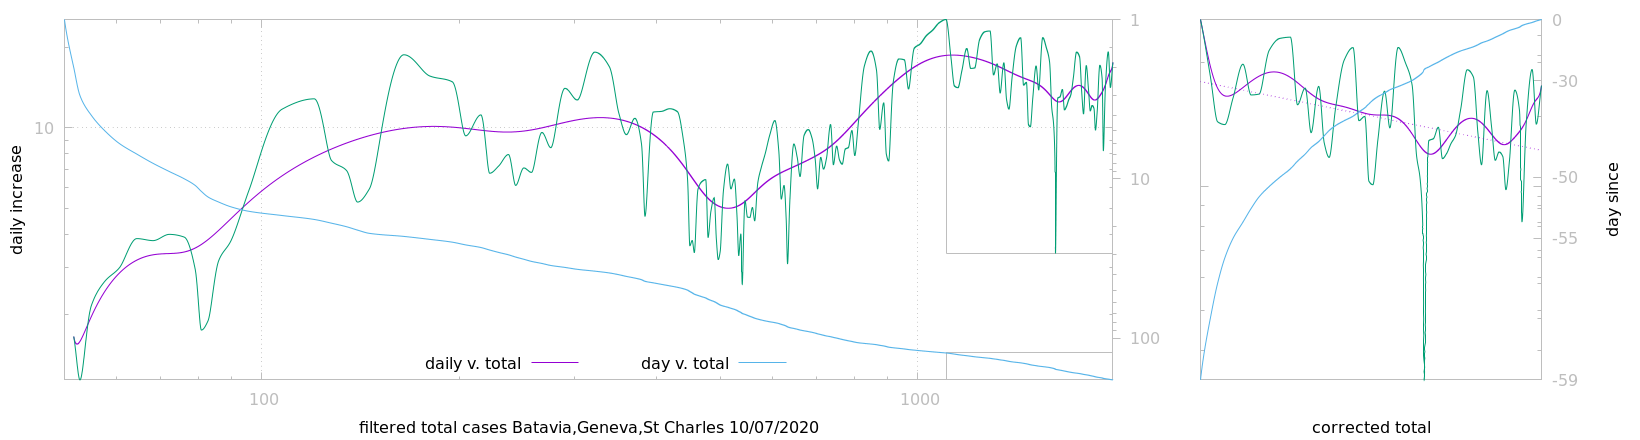 daily increase
10
100
1000
1
10
100
daily v. total
day v. total
filtered total cases Batavia,Geneva,St Charles 10/07/2020
0
-30
-50
-55
-59
day since
corrected total